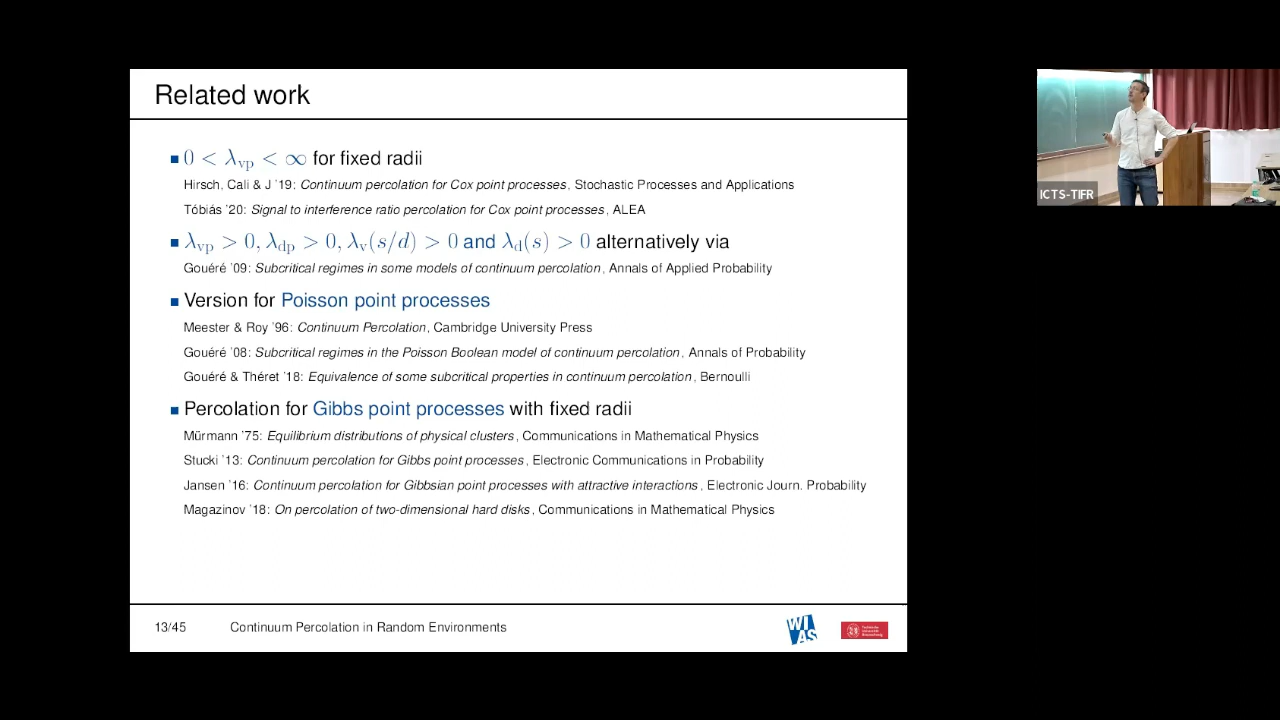 Related work
0 < λvp < ∞ for fixed radii
Hirsch, Cali & J '19: Continuum percolation for Cox point processes, Stochastic Processes and Applications
Tóbiás '20: Signal to interference ratio percolation for Cox point processes, ALEA
λvp > 0, λdp > 0, λv(s/d) > 0 and λd(s) > 0 alternatively via
Gouéré '09: Subcritical regimes in some models of continuum percolation, Annals of Applied Probability
Version for Poisson point processes
Meester & Roy '96: Continuum Percolation, Cambridge University Press
Gouéré '08: Subcritical regimes in the Poisson Boolean model of continuum percolation, Annals of Probability
Gouéré & Théret '18: Equivalence of some subcritical properties in continuum percolation, Bernoulli
Percolation for Gibbs point processes with fixed radii
Mürmann '75: Equilibrium distributions of physical clusters, Communications in Mathematical Physics
Stucki '13: Continuum percolation for Gibbs point processes, Electronic Communications in Probability
Jansen '16: Continuum percolation for Gibbsian point processes with attractive interactions, Electronic Journ. Probability
Magazinov '18: On percolation of two-dimensional hard disks, Communications in Mathematical Physics
13/45 Continuum Percolation in Random Environments
WI
AS
ICTS-TIFR